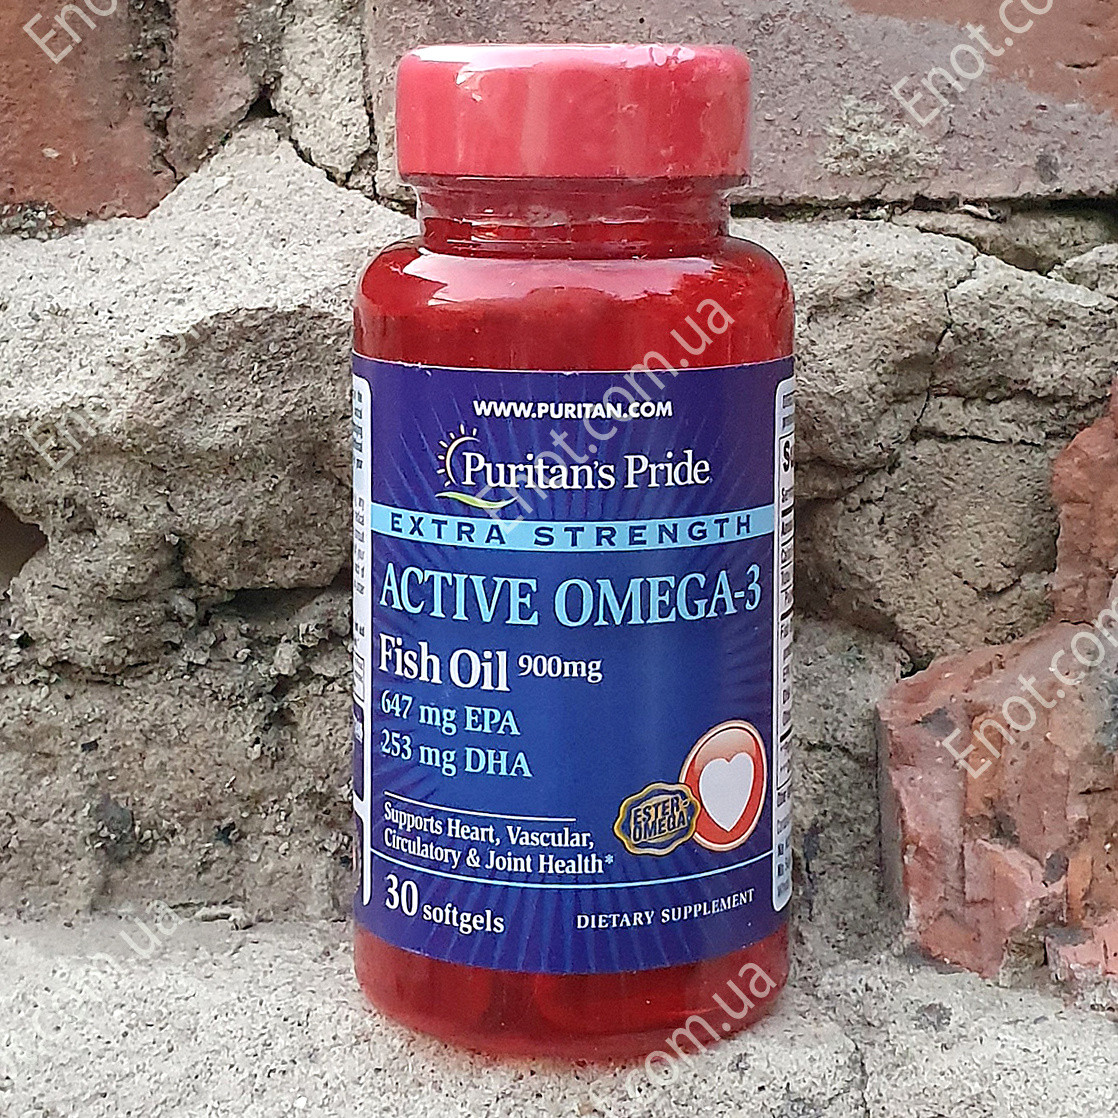 WWW.PURITAN.COM
Puritan's Pride
EXTRA STRENGTH
ACTIVE OMEGA-3
Fish Oil 900mg
647 mg EPA
253 mg DHA
ESTER-
OMEGA
Supports Heart, Vascular,
Circulatory & Joint Health*
30 softgels
DIETARY SUPPLEMENT
Enot.com.ua